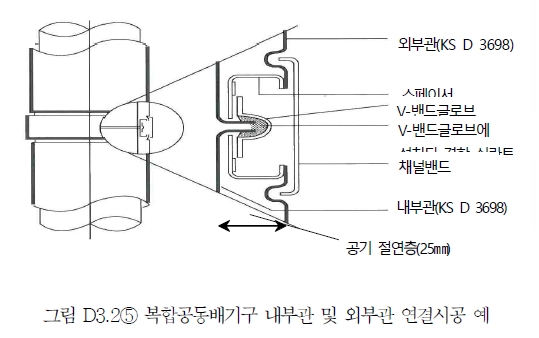 외부관(KS D 3698)
스페이서
V-밴드글로브
V-밴드글로브에
채널밴드
내부관(KS D 3698)
공기 절연층(25㎜)
그림 D3.2⑤ 복합공동배기구 내부관 및 외부관 연결시공 예